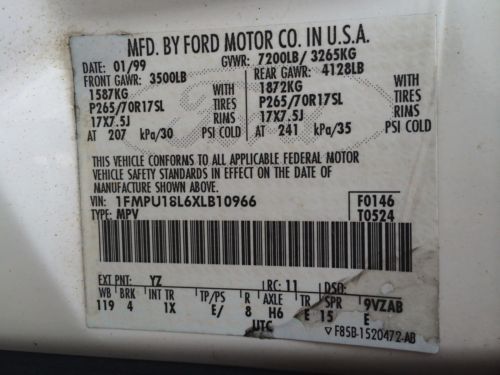 MFD. BY FORD MOTOR CO. IN U.S.A.
DATE: 01/99 GVWR: 7200LB/ 3265KG
FRONT GAWR: 3500LB REAR GAWR: 4128LB
1587KG WITH 1872KG WITH
P265/70R17SL TIRES P265/70R17SL TIRES
17X7.5J RIMS 17X7.5J RIMS
AT 207 kPa/30 PSI COLD AT 241 kPa/35 PSI COLD
THIS VEHICLE CONFORMS TO ALL APPLICABLE FEDERAL MOTOR
VEHICLE SAFETY STANDARDS IN EFFECT ON THE DATE OF
MANUFACTURE SHOWN ABOVE.
VIN: 1FMPU18L6XLB10966 F0146
TYPE: MPV T0524
EXT PNT: YZ RC: 11 DSO:
WB BRK INT TR TP/PS R AXLE TR SPR 9VZAB
119 4 1X E/ 8 H6 E 15 E
UTC
F85B-1520472-AB